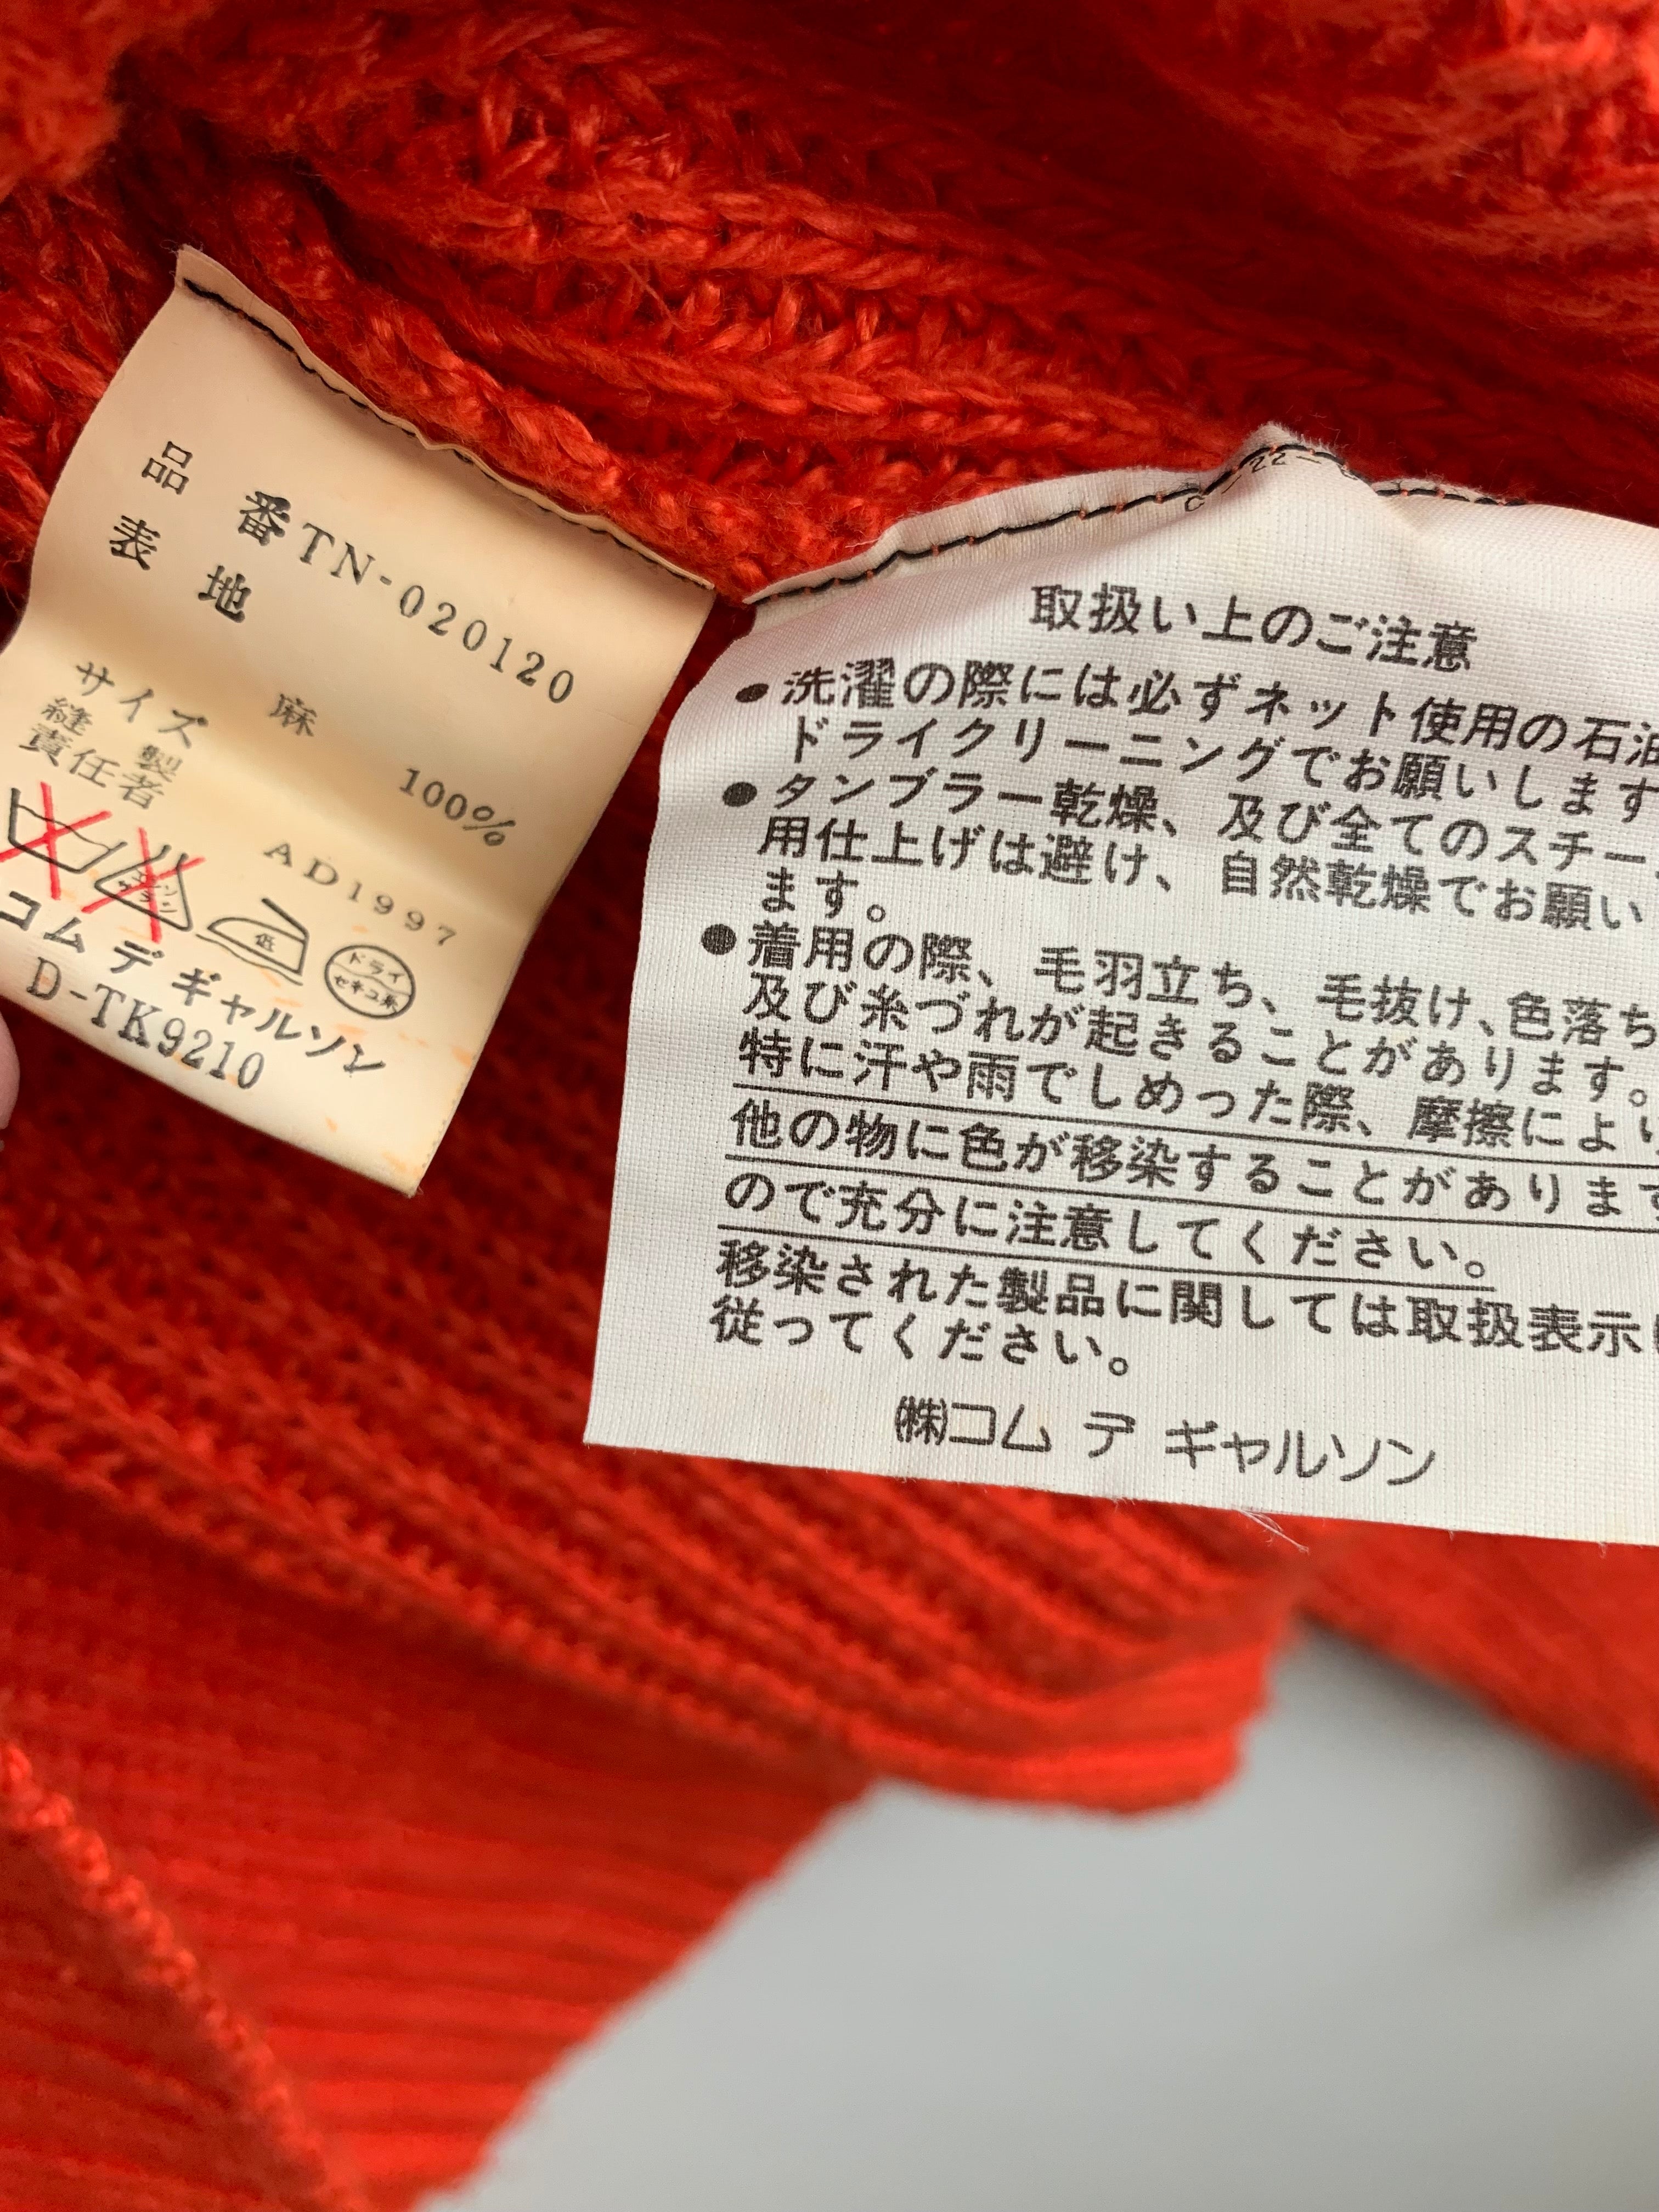 品 番 TN-020120
表 地
麻 100%
サイズ
縫製
責任者
AD1997
エンソ
サラシ
低
ドライ
セキユ系
コム デ ギャルソン
D-TK9210
取扱い上のご注意
● 洗濯の際には必ずネット使用の石油
ドライクリーニングでお願いします
● タンブラー乾燥、及び全てのスチー
用仕上げは避け、自然乾燥でお願い
ます。
● 着用の際、毛羽立ち、毛抜け、色落ち
及び糸づれが起きることがあります。
特に汗や雨でしめった際、摩擦により
他の物に色が移染することがあります
ので充分に注意してください。
移染された製品に関しては取扱表示に
従ってください。
㈱コム デ ギャルソン